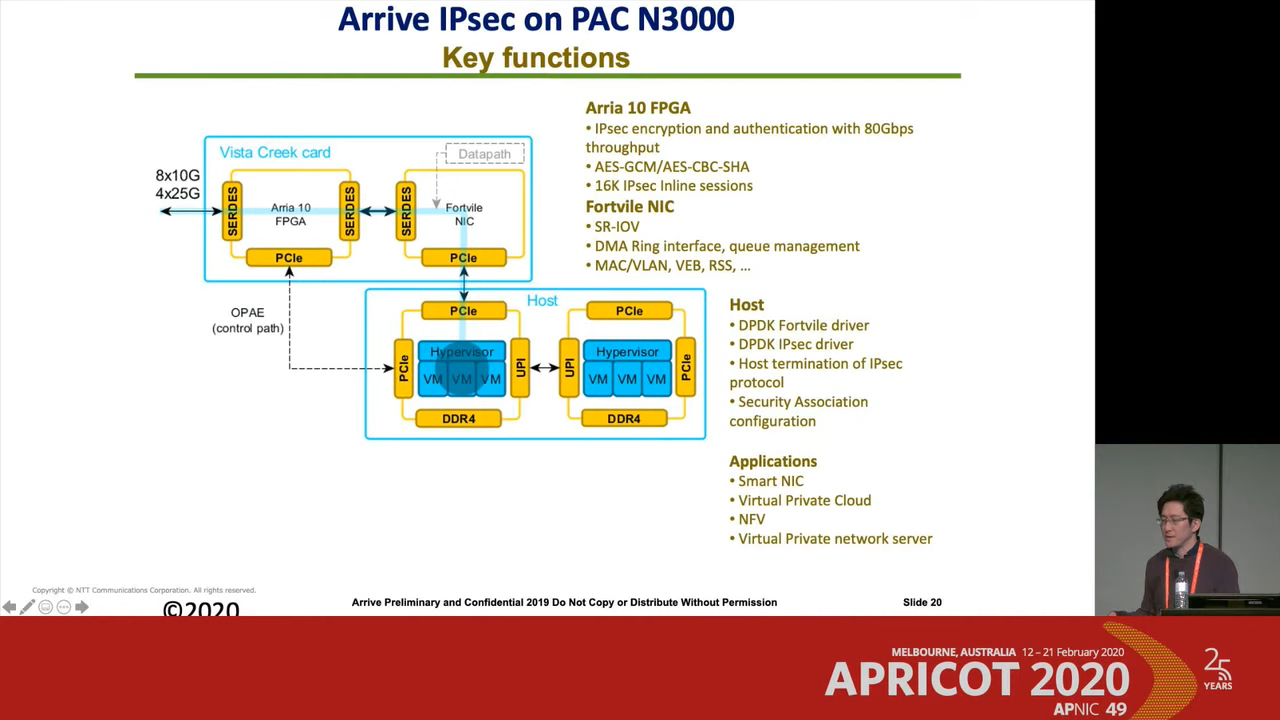 Arrive IPsec on PAC N3000
Key functions
Vista Creek card
Datapath
8x10G
4x25G
SERDES
Arria 10
FPGA
SERDES
SERDES
Fortvile
NIC
PCIe
PCIe
OPAE
(control path)
Host
PCIe
PCIe
PCIe
Hypervisor
VM VM VM
UPI
UPI
Hypervisor
VM VM VM
PCIe
DDR4
DDR4
Arria 10 FPGA
• IPsec encryption and authentication with 80Gbps
throughput
• AES-GCM/AES-CBC-SHA
• 16K IPsec Inline sessions
Fortvile NIC
• SR-IOV
• DMA Ring interface, queue management
• MAC/VLAN, VEB, RSS, ...
Host
• DPDK Fortvile driver
• DPDK IPsec driver
• Host termination of IPsec
protocol
• Security Association
configuration
Applications
• Smart NIC
• Virtual Private Cloud
• NFV
• Virtual Private network server
Copyright © NTT Communications Corporation. All rights reserved.
©2020
Arrive Preliminary and Confidential 2019 Do Not Copy or Distribute Without Permission
Slide 20
MELBOURNE, AUSTRALIA 12 – 21 February 2020
APRICOT 2020
APNIC 49
25
YEARS